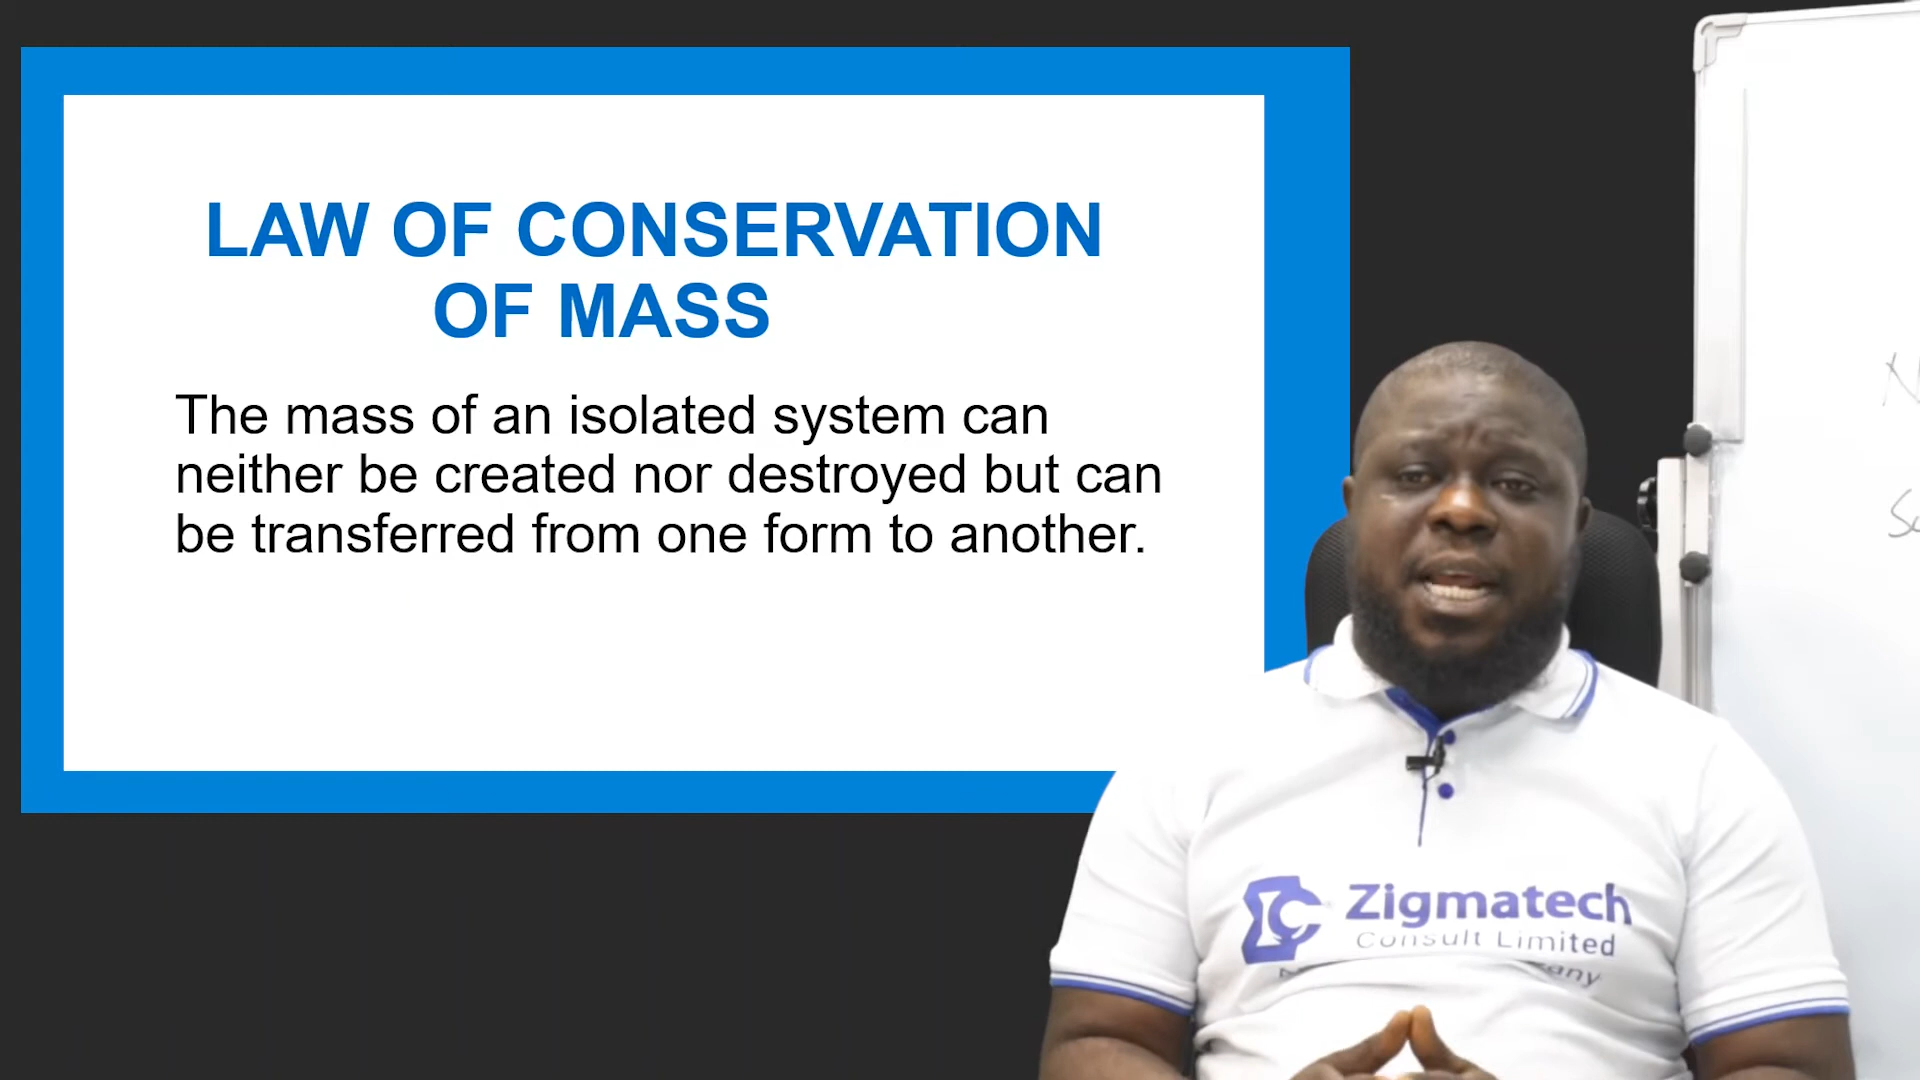 LAW OF CONSERVATION
OF MASS
The mass of an isolated system can
neither be created nor destroyed but can
be transferred from one form to another.
Zigmatech
Consult Limited